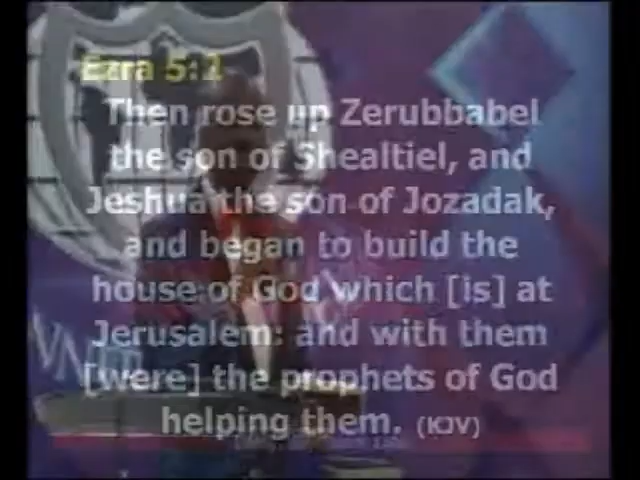 Ezra 5:2
Then rose up Zerubbabel
the son of Shealtiel, and
Jeshua the son of Jozadak,
and began to build the
house of God which [is] at
Jerusalem: and with them
[were] the prophets of God
helping them. (KJV)